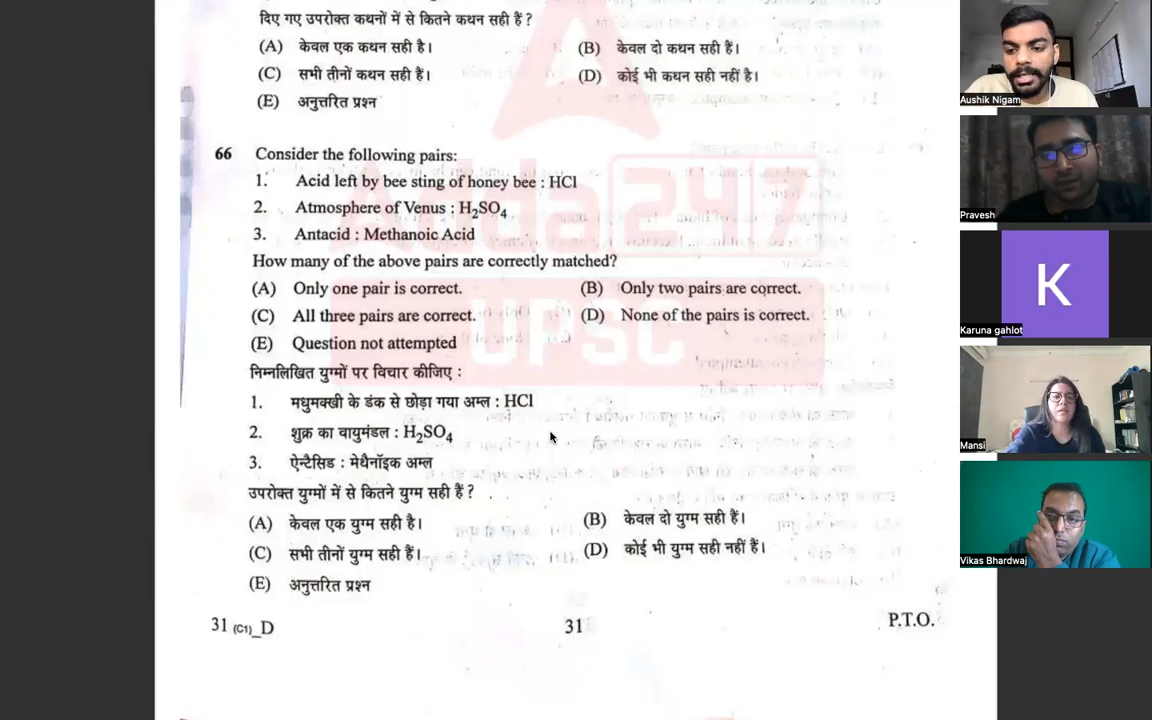 दिए गए उपरोक्त कथनों में से कितने कथन सही हैं ?
(A) केवल एक कथन सही है।
(B) केवल दो कथन सही हैं।
(C) सभी तीनों कथन सही हैं।
(D) कोई भी कथन सही नहीं है।
(E) अनुत्तरित प्रश्न
66 Consider the following pairs:
1. Acid left by bee sting of honey bee : HCl
2. Atmosphere of Venus : H₂SO₄
3. Antacid : Methanoic Acid
How many of the above pairs are correctly matched?
(A) Only one pair is correct.
(B) Only two pairs are correct.
(C) All three pairs are correct.
(D) None of the pairs is correct.
(E) Question not attempted
निम्नलिखित युग्मों पर विचार कीजिए :
1. मधुमक्खी के डंक से छोड़ा गया अम्ल : HCl
2. शुक्र का वायुमंडल : H₂SO₄
3. ऐन्टैसिड : मेथैनॉइक अम्ल
उपरोक्त युग्मों में से कितने युग्म सही हैं ?
(A) केवल एक युग्म सही है।
(B) केवल दो युग्म सही हैं।
(C) सभी तीनों युग्म सही हैं।
(D) कोई भी युग्म सही नहीं हैं।
(E) अनुत्तरित प्रश्न
31 (C1)_D
31
P.T.O.
Adda 247
UPSC
Aushik Nigam
Pravesh
K
Karuna gahlot
Mansi
Vikas Bhardwaj